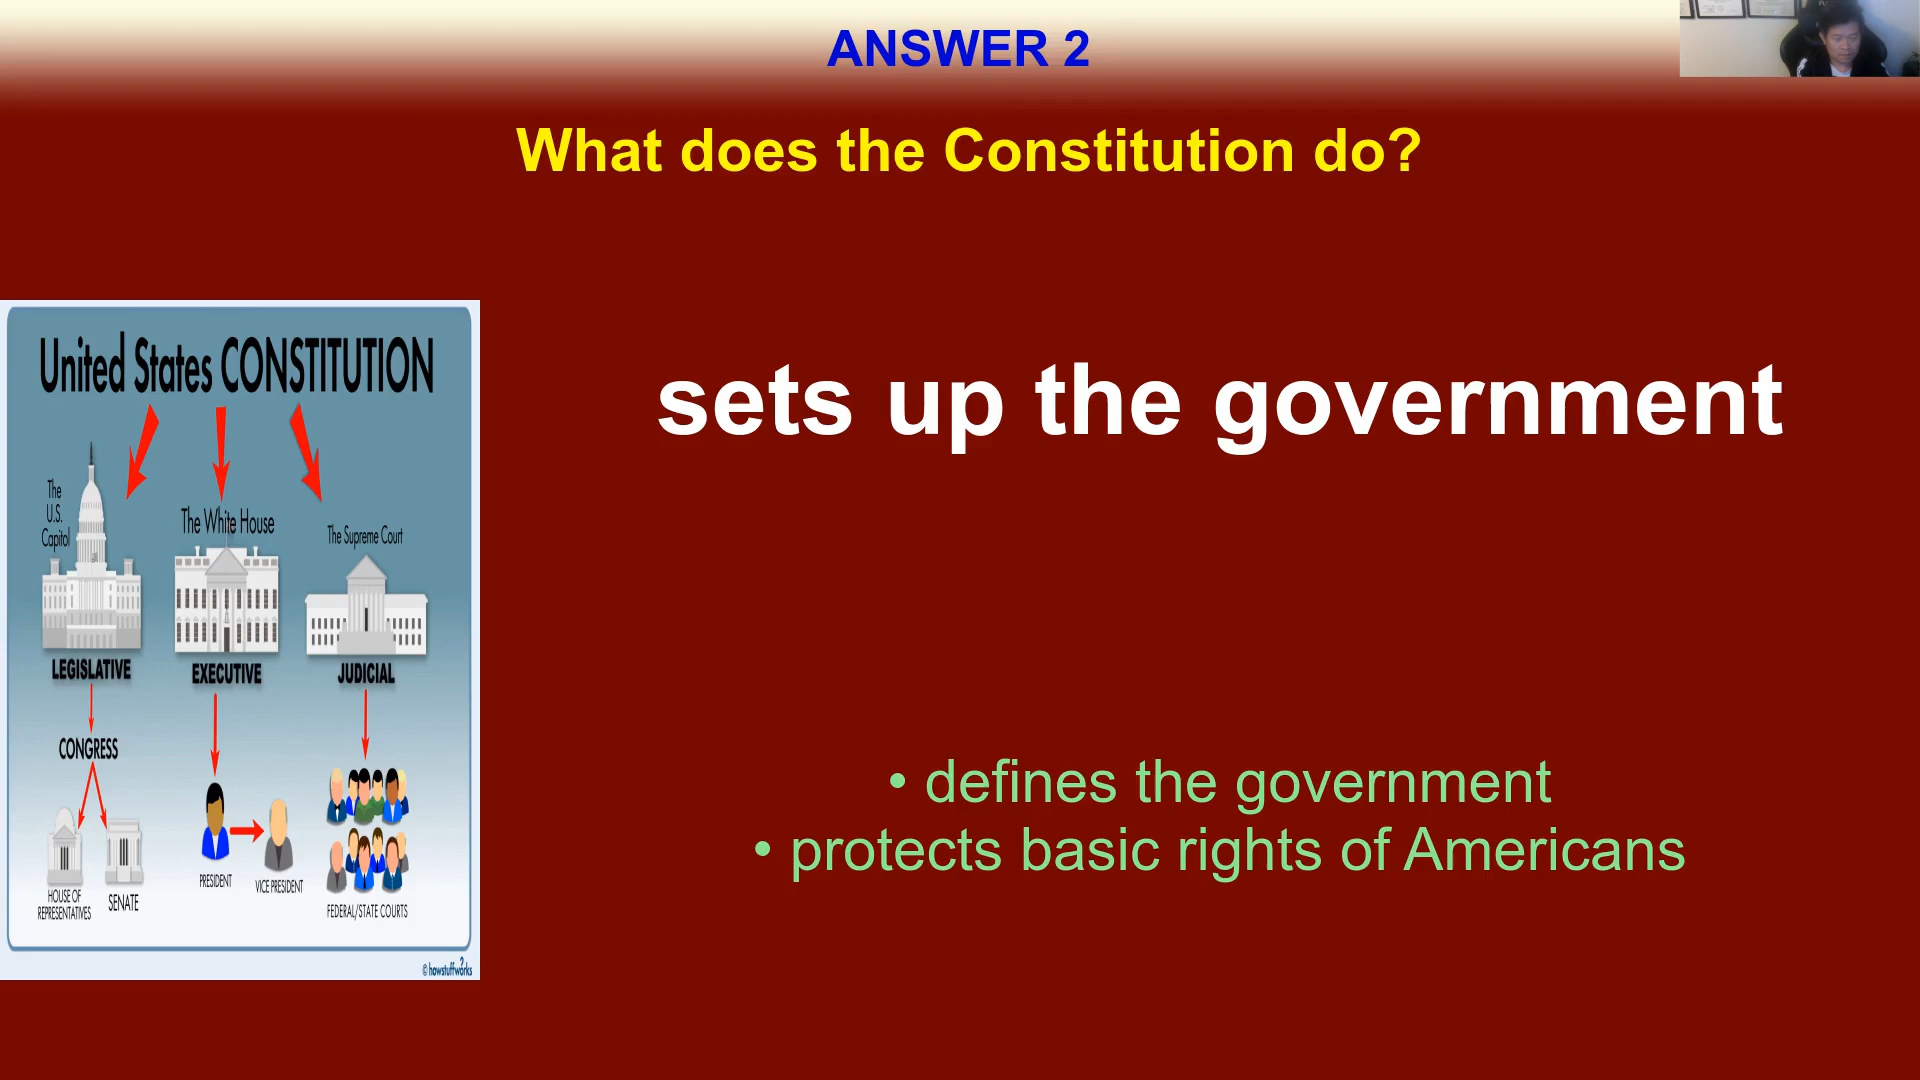 ANSWER 2
What does the Constitution do?
United States CONSTITUTION
The
U.S.
Capitol
The White House
The Supreme Court
LEGISLATIVE
EXECUTIVE
JUDICIAL
CONGRESS
HOUSE OF
REPRESENTATIVES
SENATE
PRESIDENT
VICE PRESIDENT
FEDERAL/STATE COURTS
© howstuffworks
sets up the government
• defines the government
• protects basic rights of Americans